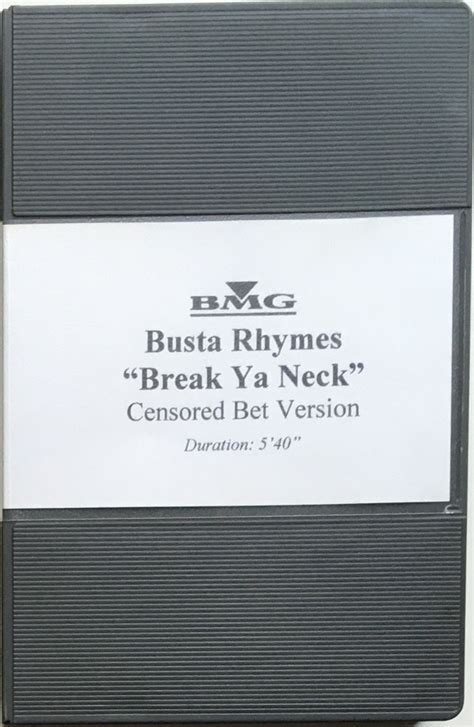 BMG
Busta Rhymes
“Break Ya Neck”
Censored Bet Version
Duration: 5’40”